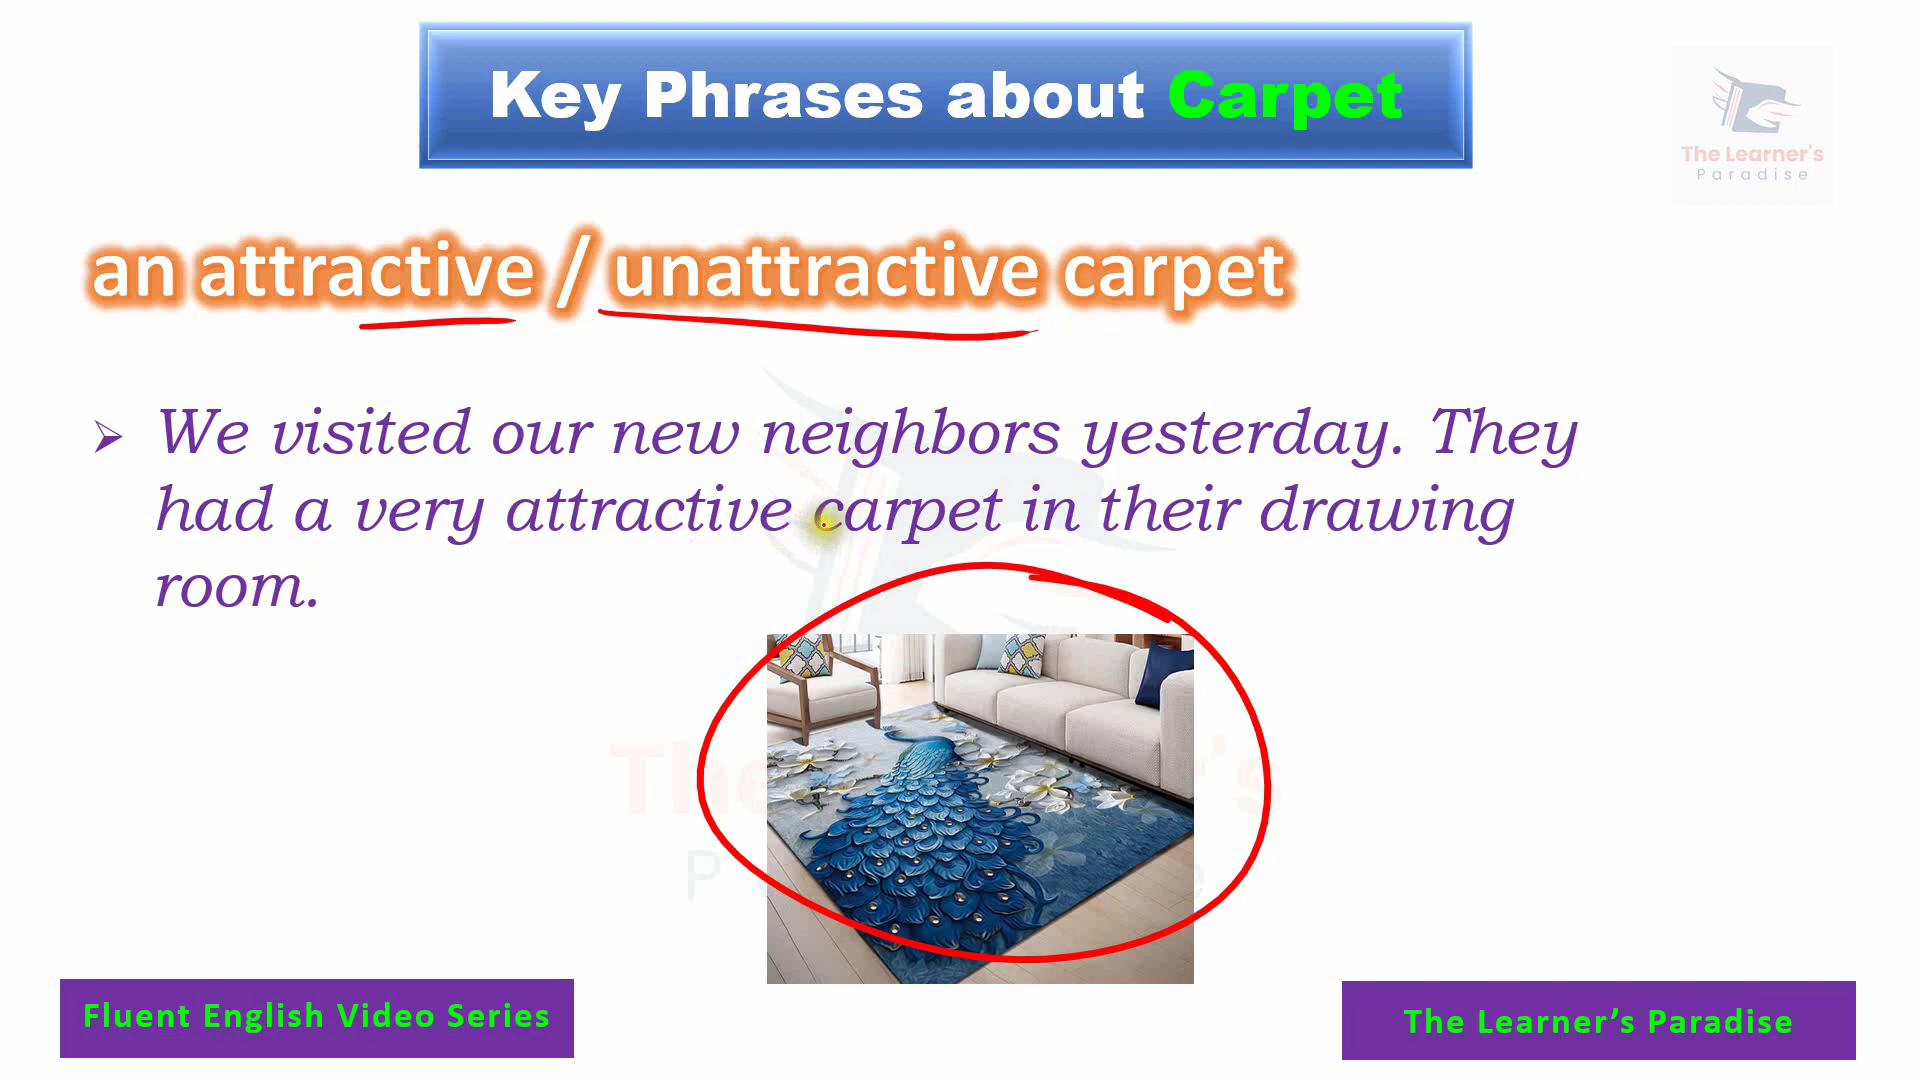 Key Phrases about Carpet
The Learner's
Paradise
an attractive / unattractive carpet
➢ We visited our new neighbors yesterday. They
had a very attractive carpet in their drawing
room.
Fluent English Video Series
The Learner’s Paradise